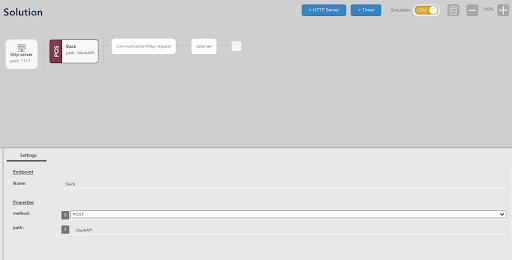 Solution
+ HTTP Server
+ Timer
Simulation
ON
100%
http server
port: 1111
POS
Slack
path: /slackAPI
communication/http-request
data/set
Settings
Endpoint
Name:
Slack
Properties
method:
S
POST
path:
S
/slackAPI